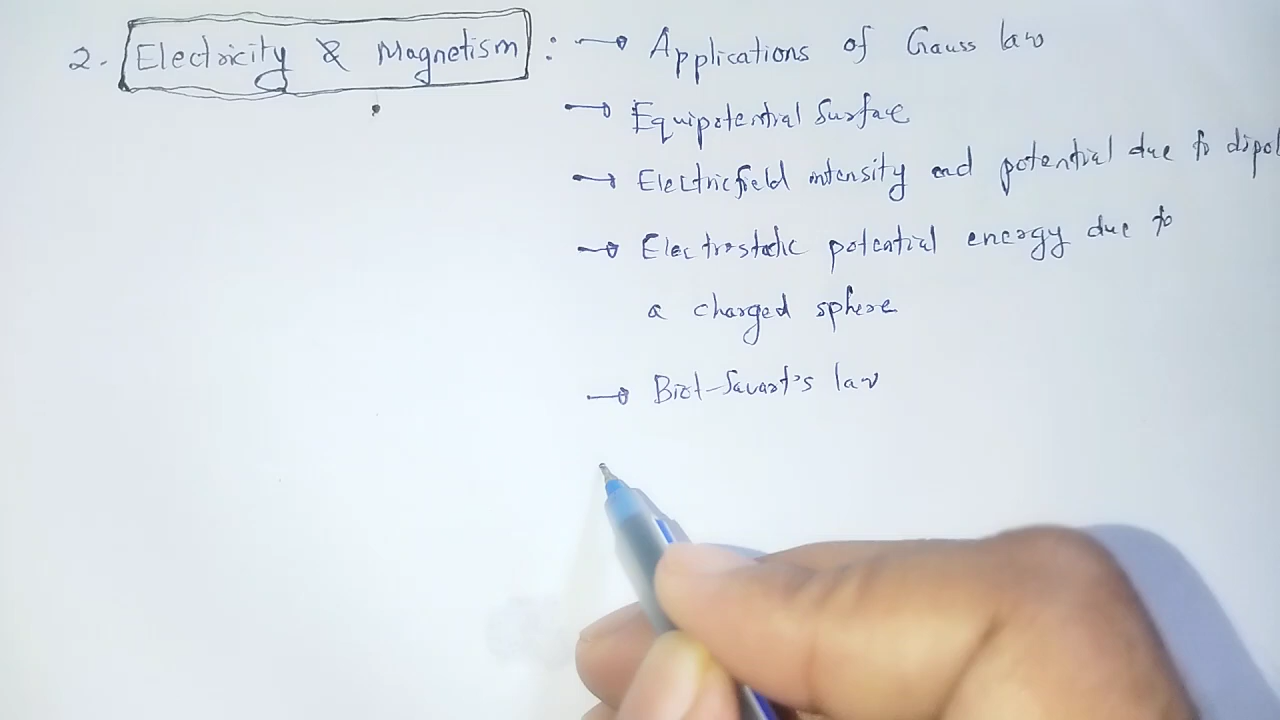 2. Electricity & Magnetism : → Applications of Gauss law
→ Equipotential Surface
→ Electricfield intensity and potential due to dipol
→ Electrostatic potential energy due to
a charged sphere
→ Biot-Savart's law